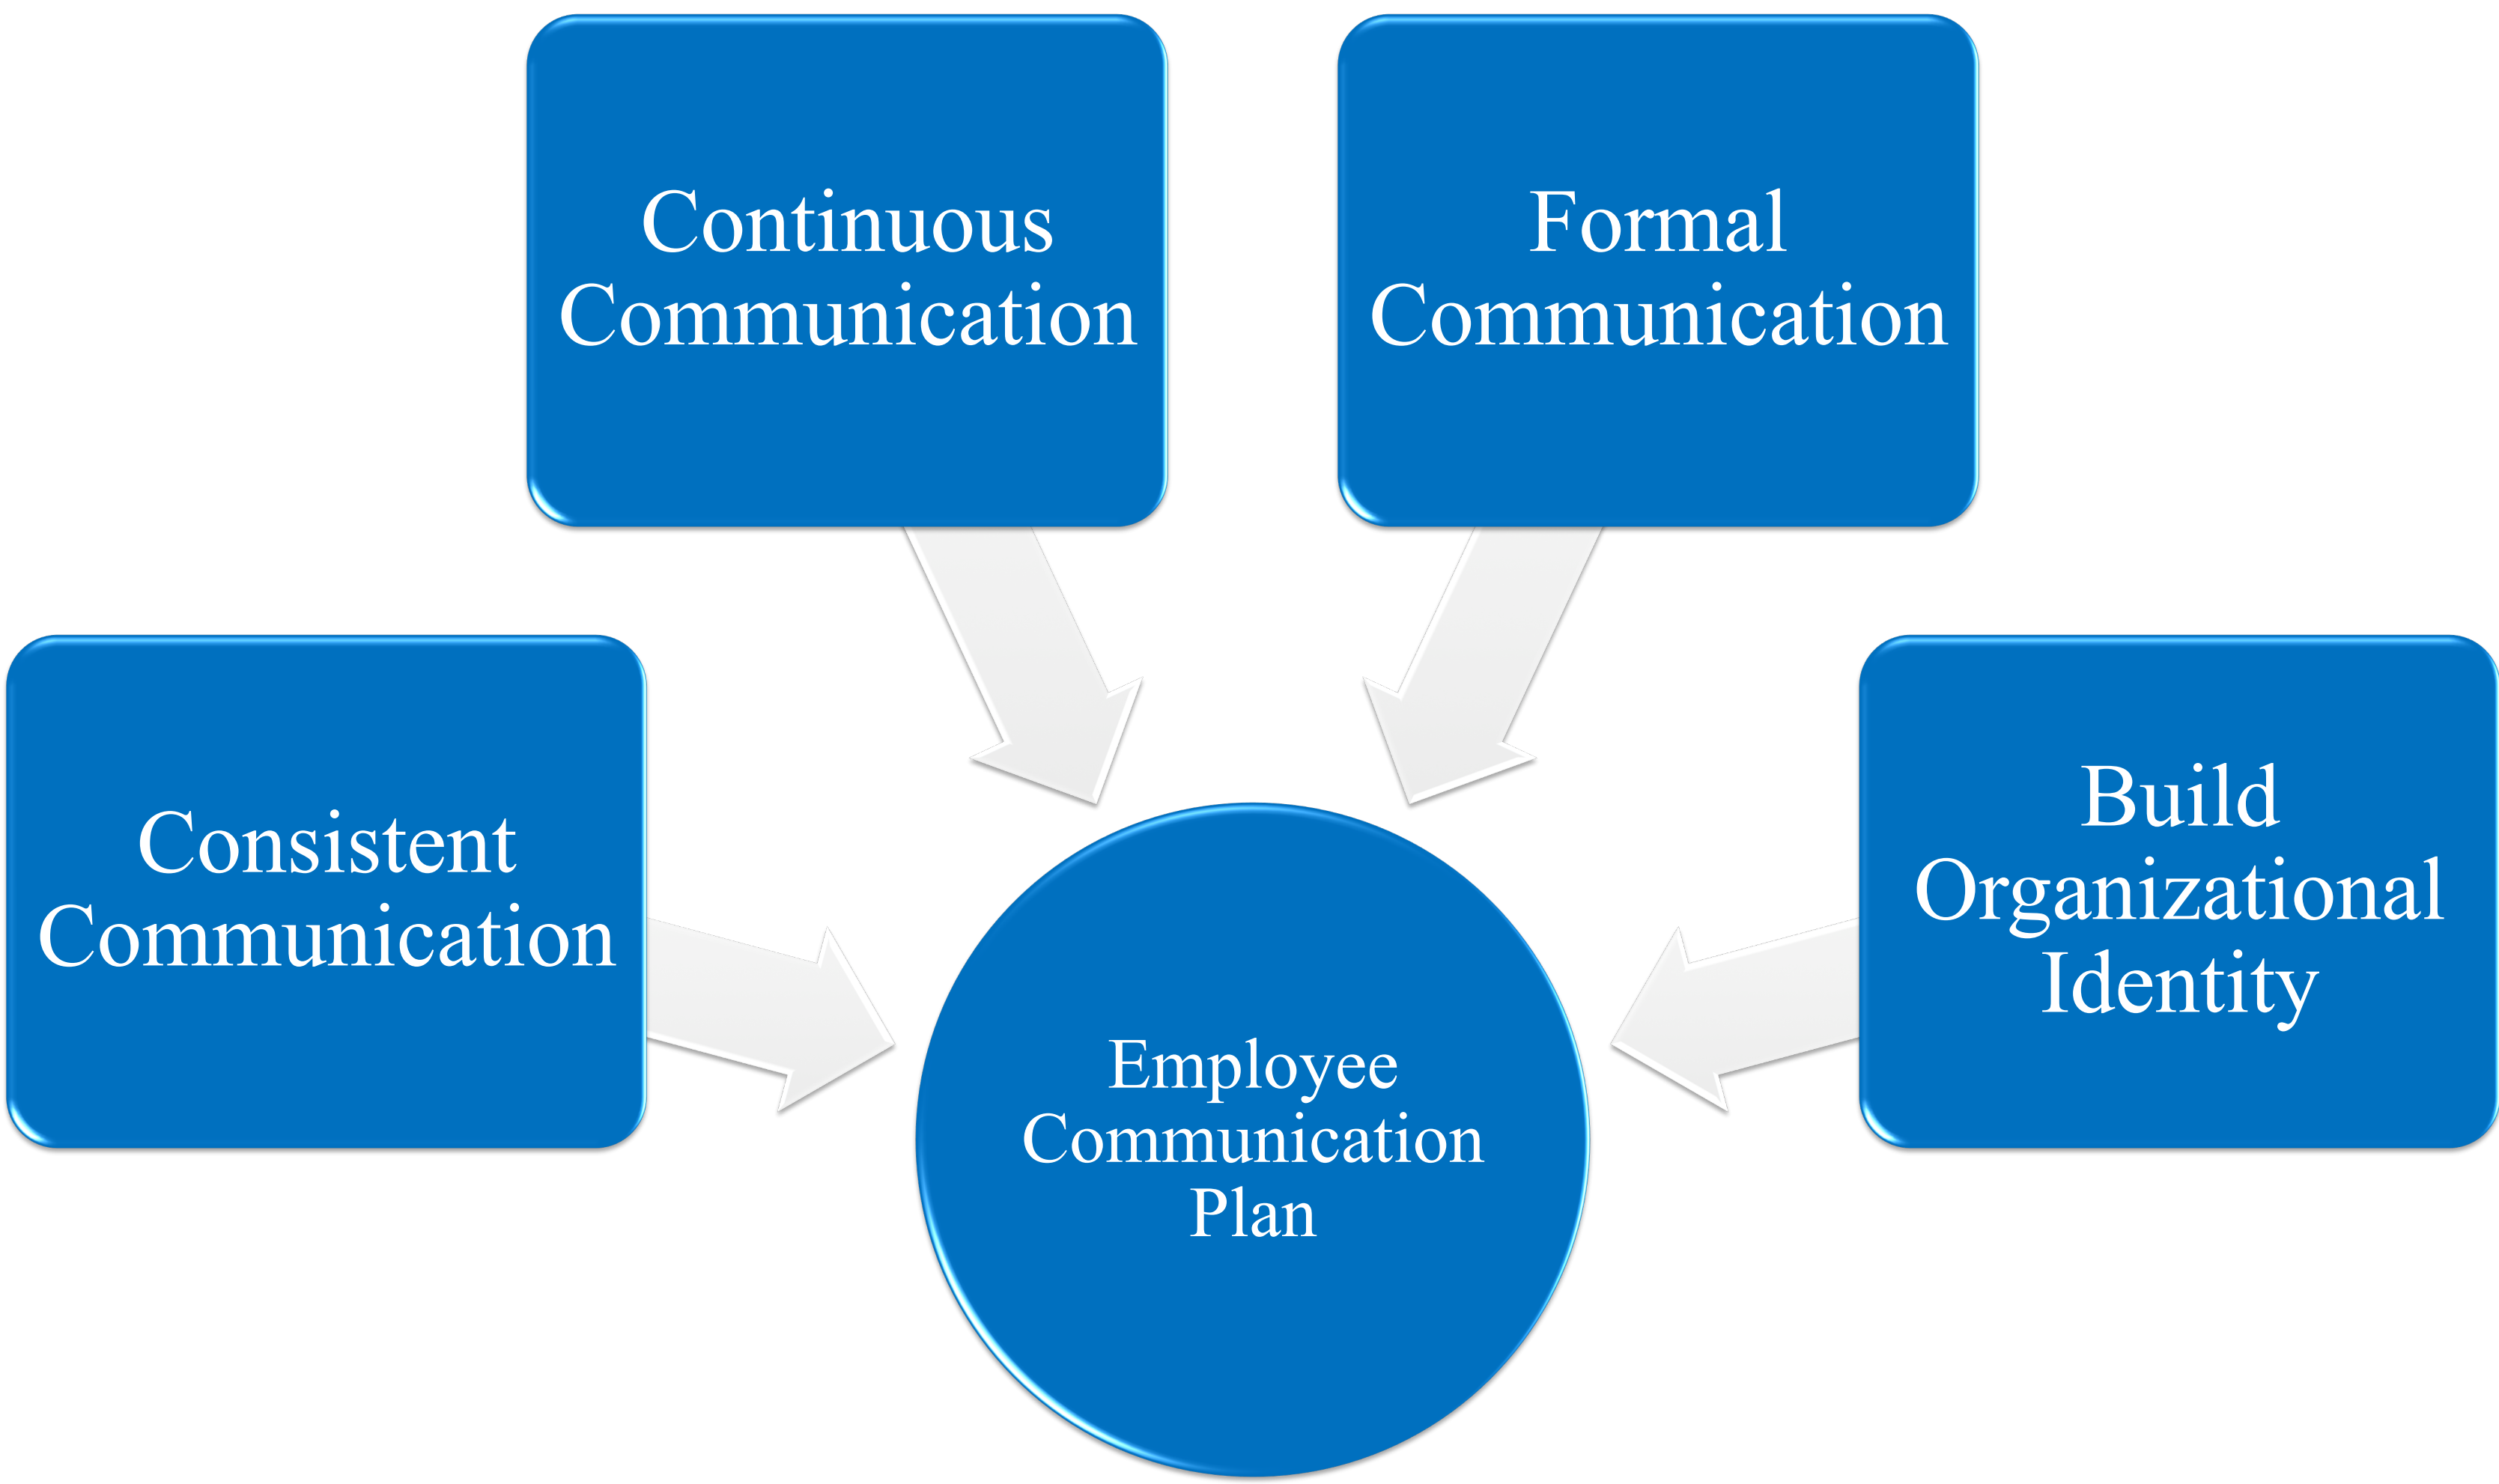 Continuous
Communication
Formal
Communication
Consistent
Communication
Build
Organizational
Identity
Employee
Communication
Plan